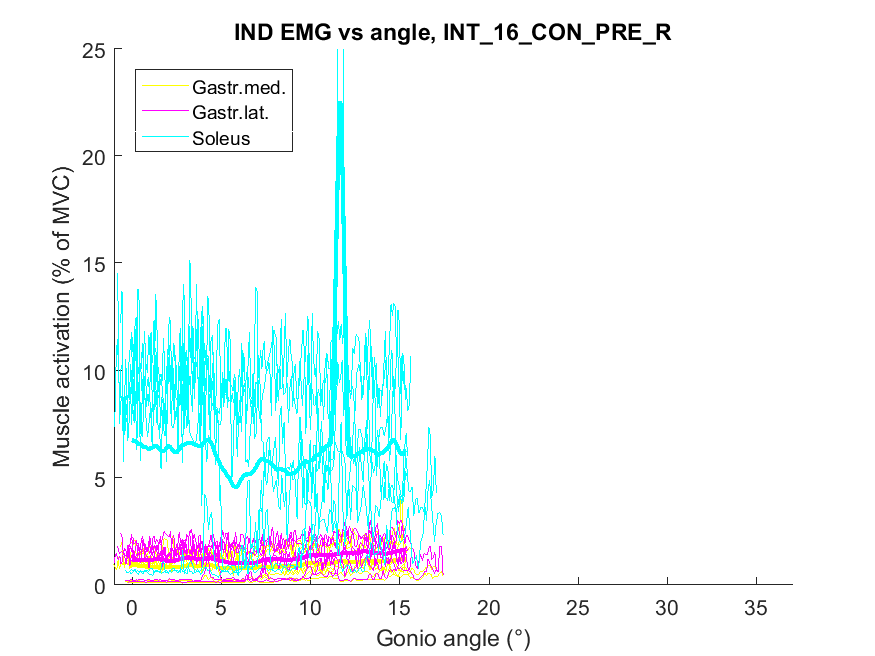 IND EMG vs angle, INT_16_CON_PRE_R
25
Gastr.med.
Gastr.lat.
Soleus
20
15
10
5
0
Muscle activation (% of MVC)
0 5 10 15 20 25 30 35
Gonio angle (°)